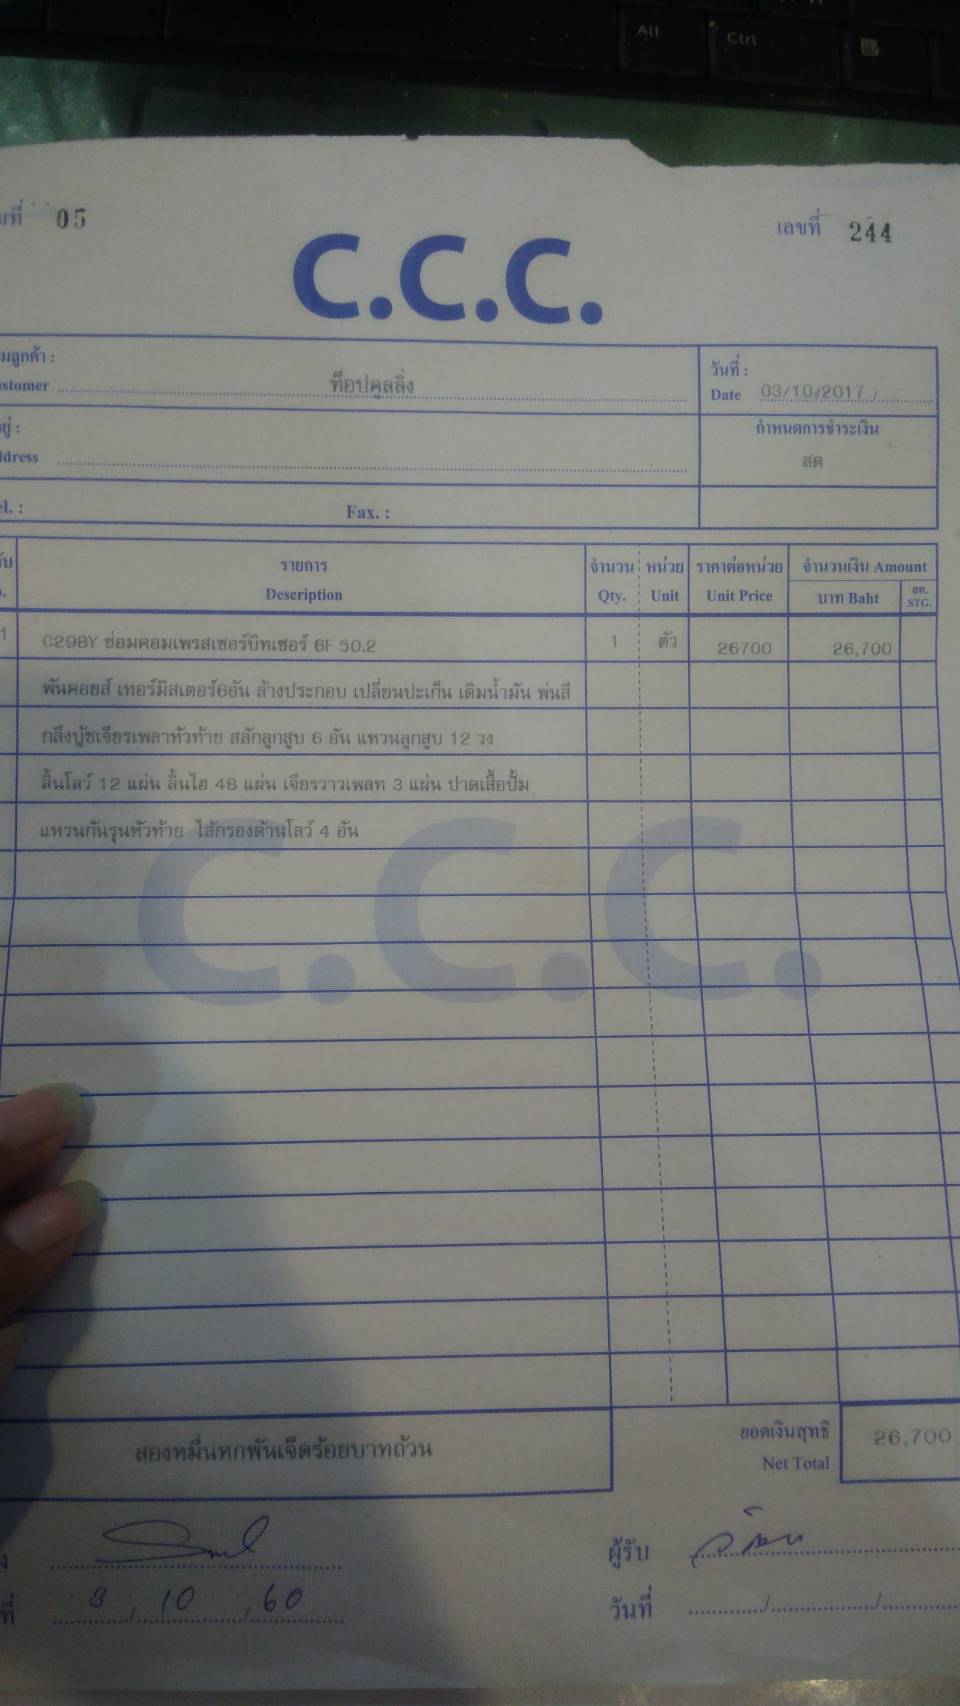 Alt Ctrl
มที่ 05 เลขที่ 244
C.C.C.
มลูกค้า : วันที่ :
stomer ท็อปคูลลิ่ง Date 03/10/2017 /
ยู่ : กำหนดการชำระเงิน
ddress สด
el. : Fax. :
รายการ จำนวน หน่วย ราคาต่อหน่วย จำนวนเงิน Amount
Description Qty. Unit Unit Price บาท Baht สต. STG.
1 C298Y ซ่อมคอมเพรสเซอร์บิทเซอร์ 6F 50.2 1 ตัว 26700 26,700
พันคอยส์ เทอร์มิสเตอร์6อัน ล้างประกอบ เปลี่ยนปะเก็น เติมน้ำมัน พ่นสี
กลึงบู้ชเจียรเพลาหัวท้าย สลักลูกสูบ 6 อัน แหวนลูกสูบ 12 วง
ลิ้นโลว์ 12 แผ่น ลิ้นไฮ 48 แผ่น เจียรวาวเพลท 3 แผ่น ปาดเสื้อปั้ม
แหวนกันรุนหัวท้าย ไส้กรองด้านโลว์ 4 อัน
C.C.C.
สองหมื่นหกพันเจ็ดร้อยบาทถ้วน ยอดเงินสุทธิ 26,700
Net Total
ผู้รับ
ที่ 3 / 10 / 60 วันที่ / /